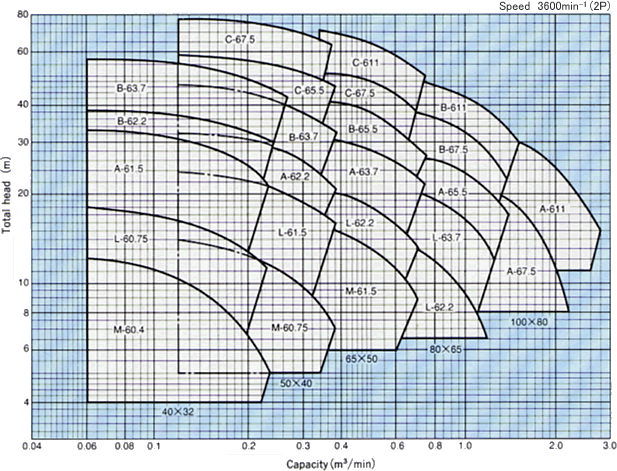 Speed 3600min⁻¹ (2P)
80
60
40
30
20
10
8
6
4
Total head (m)
C-67.5
C-611
B-63.7
C-65.5
C-67.5
B-611
B-62.2
B-63.7
B-65.5
B-67.5
A-61.5
A-62.2
A-63.7
A-65.5
A-611
L-60.75
L-61.5
L-62.2
L-63.7
A-67.5
M-61.5
L-62.2
M-60.4
M-60.75
100×80
80×65
65×50
50×40
40×32
0.04
0.06
0.08
0.1
0.2
0.3
0.4
0.6
0.8
1.0
2.0
3.0
Capacity (m³/min)